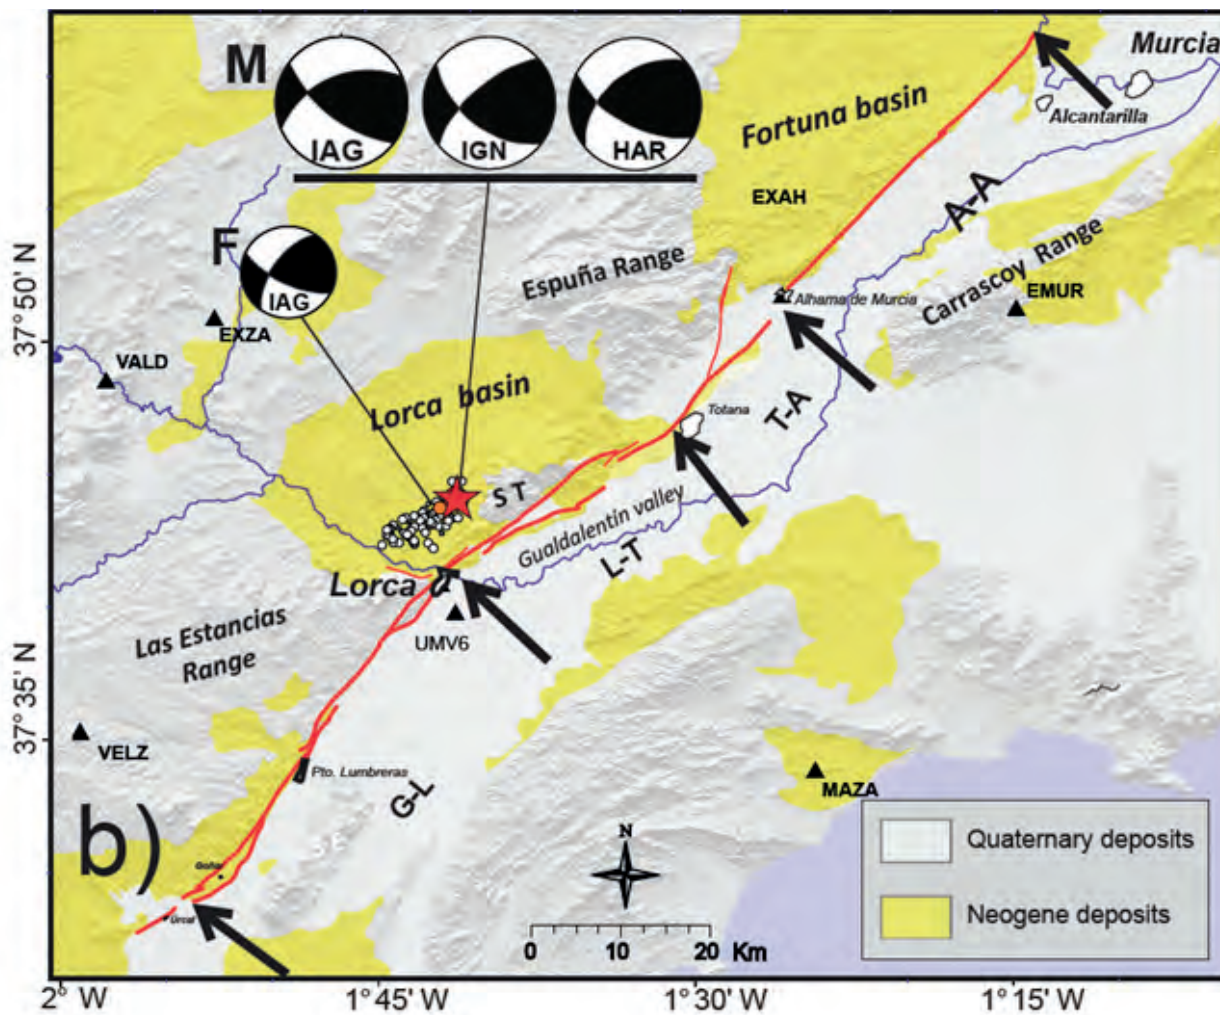 M
IAG
IGN
HAR
Murcia
Alcantarilla
Fortuna basin
EXAH
A-A
F
IAG
Espuña Range
Carrascoy Range
EMUR
Alhama de Murcia
37° 50' N
EXZA
VALD
Lorca basin
Totana
T-A
S T
Gualdalentín valley
L-T
Lorca
UMV6
Las Estancias
Range
37° 35' N
VELZ
Pto. Lumbreras
G-L
MAZA
b)
Goñar
Urcal
N
0 10 20 Km
Quaternary deposits
Neogene deposits
2° W
1° 45' W
1° 30' W
1° 15' W